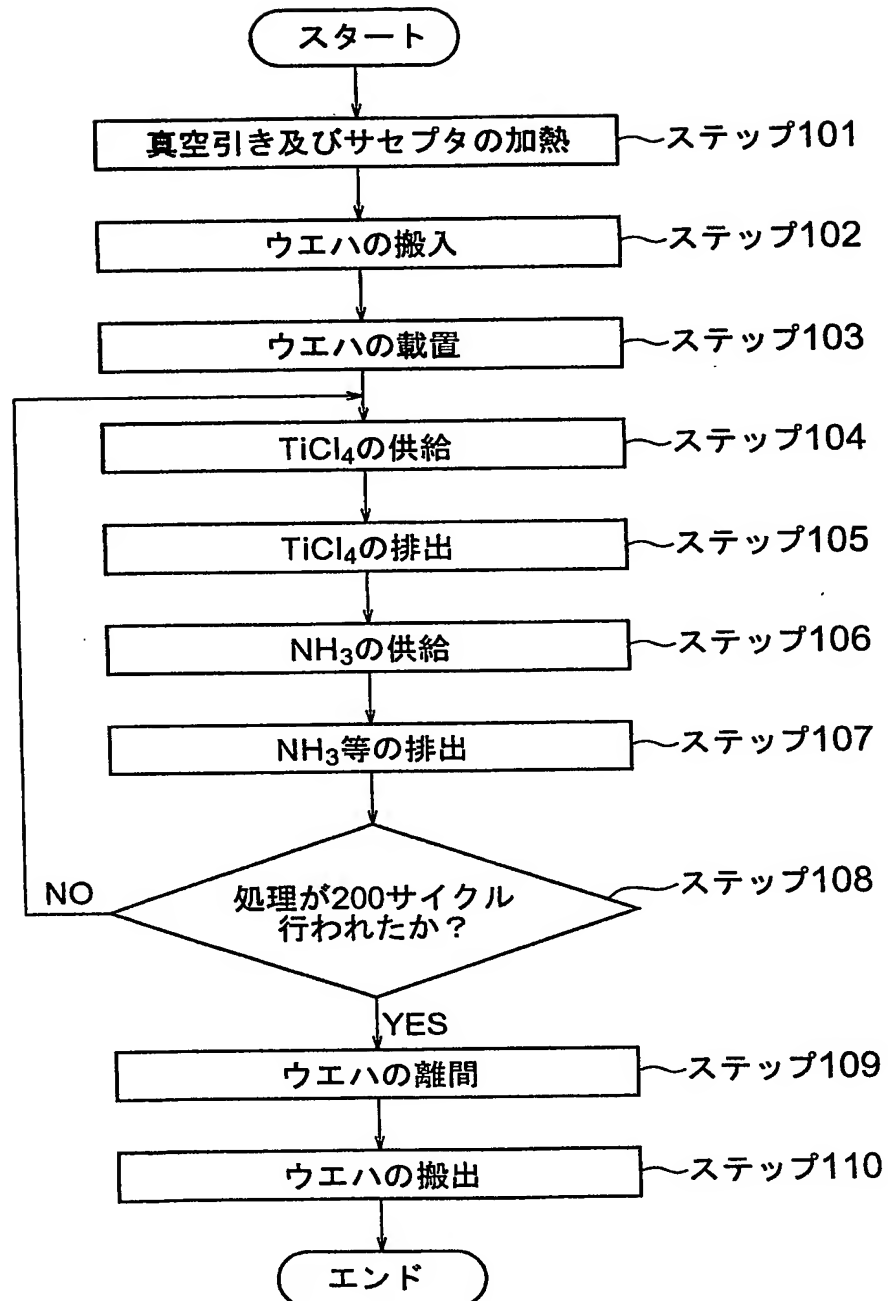 スタート
真空引き及びサセプタの加熱
ステップ101
ウエハの搬入
ステップ102
ウエハの載置
ステップ103
TiCl₄の供給
ステップ104
TiCl₄の排出
ステップ105
NH₃の供給
ステップ106
NH₃等の排出
ステップ107
処理が200サイクル
行われたか？
ステップ108
NO
YES
ウエハの離間
ステップ109
ウエハの搬出
ステップ110
エンド